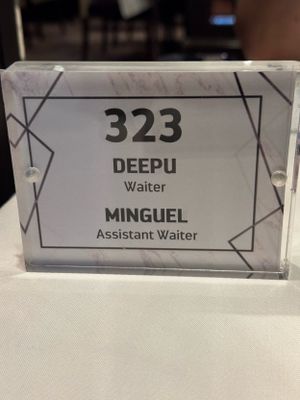 323
DEEPU
Waiter
MINGUEL
Assistant Waiter